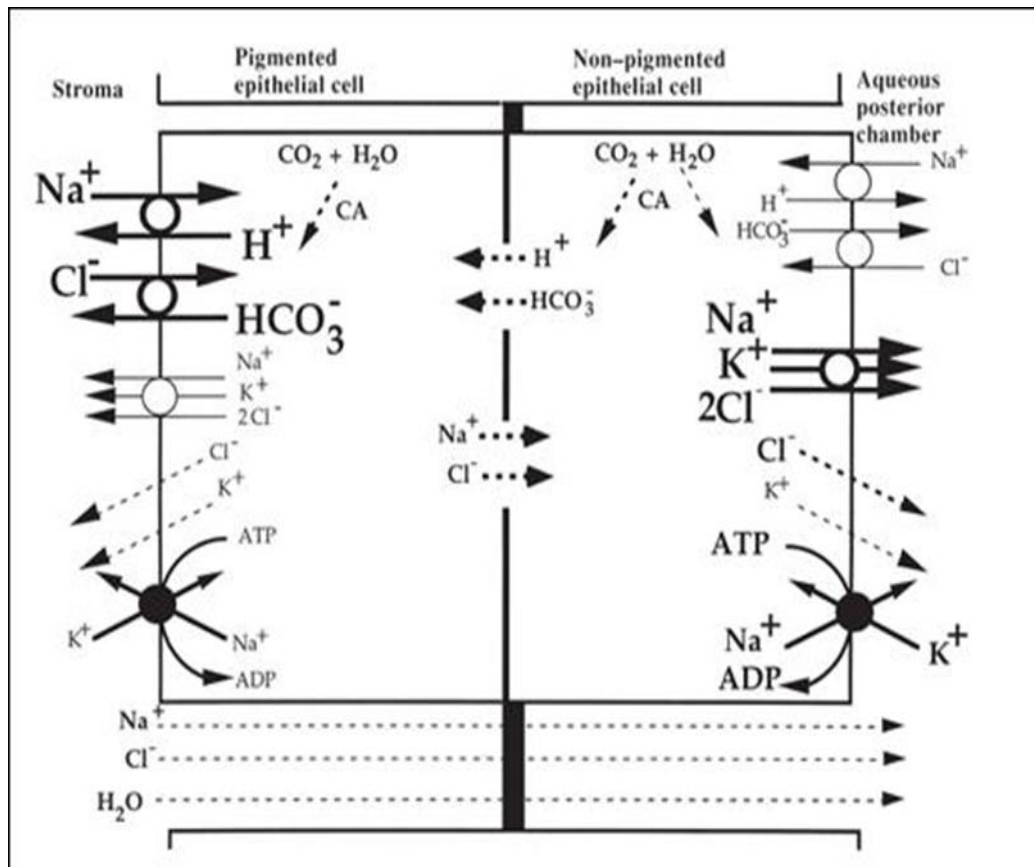 Stroma
Pigmented
epithelial cell
Non-pigmented
epithelial cell
Aqueous
posterior
chamber
CO₂ + H₂O
CA
CO₂ + H₂O
CA
Na⁺
H⁺
Cl⁻
HCO₃⁻
Na⁺
K⁺
2Cl⁻
Cl⁻
K⁺
ATP
K⁺
Na⁺
ADP
H⁺
HCO₃⁻
Na⁺
Cl⁻
Na⁺
H⁺
HCO₃⁻
Cl⁻
Na⁺
K⁺
2Cl⁻
Cl⁻
K⁺
ATP
Na⁺
K⁺
ADP
Na⁺
Cl⁻
H₂O